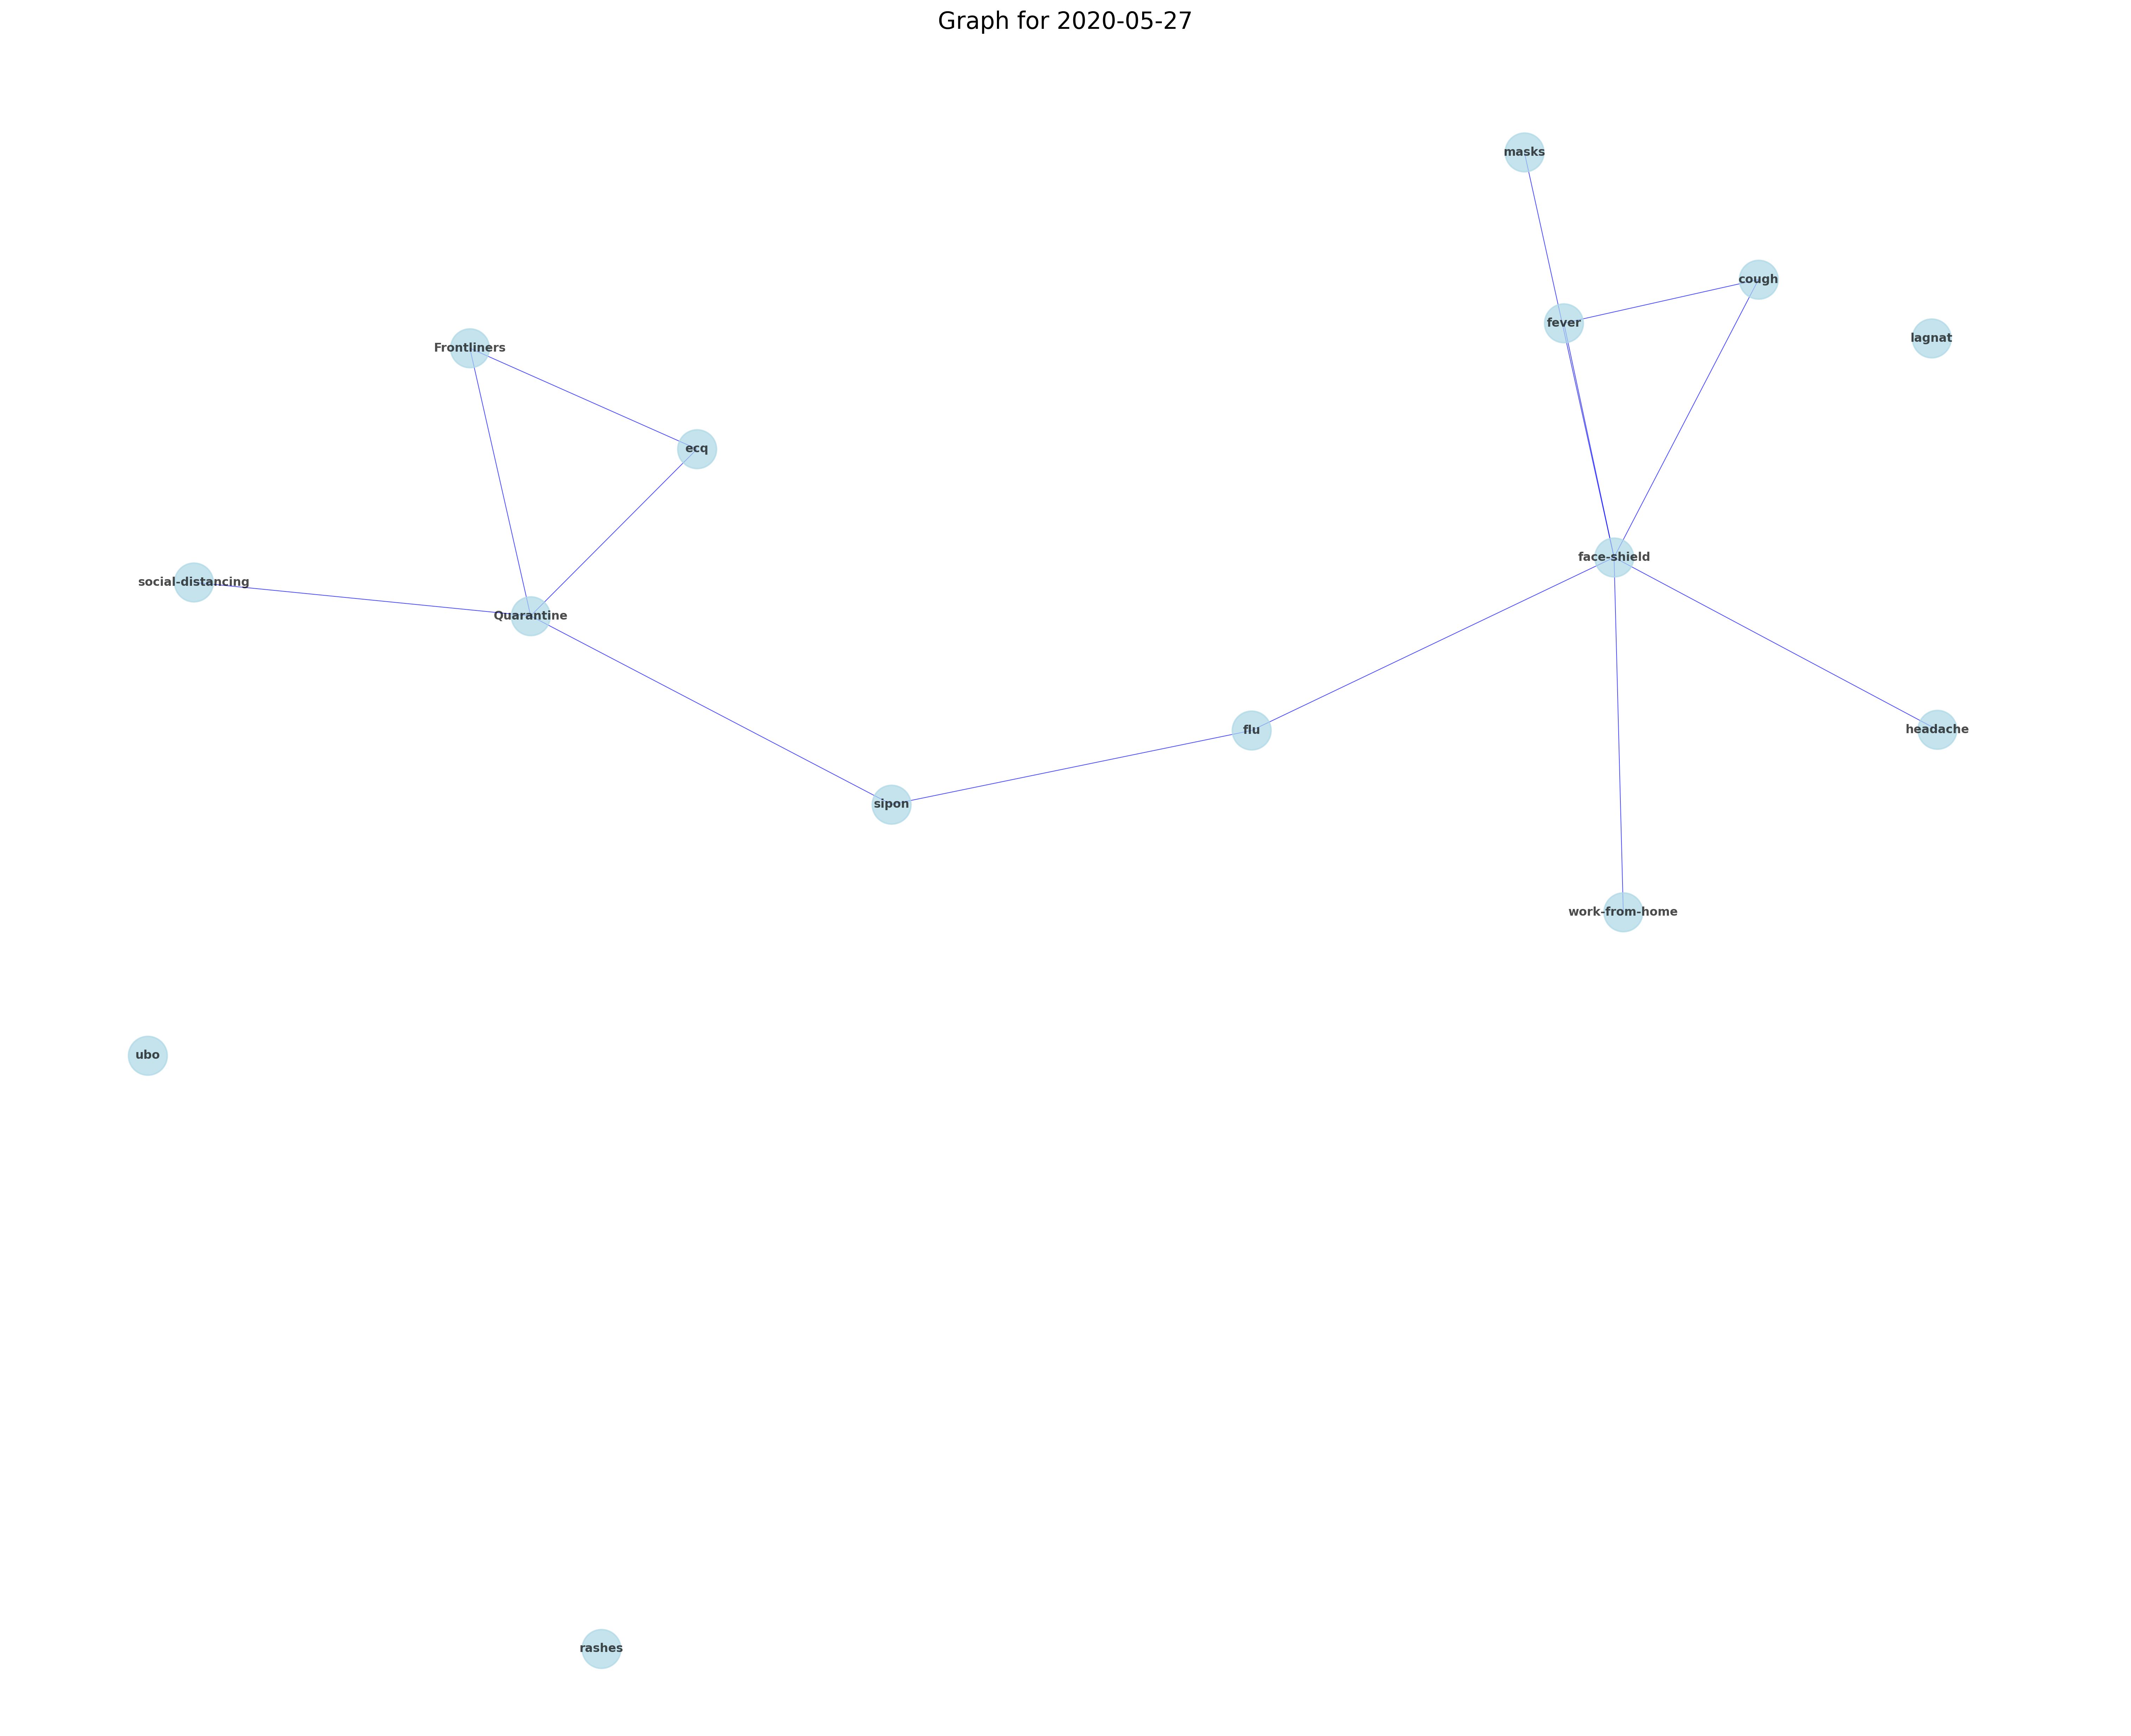 Graph for 2020-05-27
masks
cough
fever
lagnat
Frontliners
ecq
face-shield
social-distancing
Quarantine
flu
headache
sipon
work-from-home
ubo
rashes